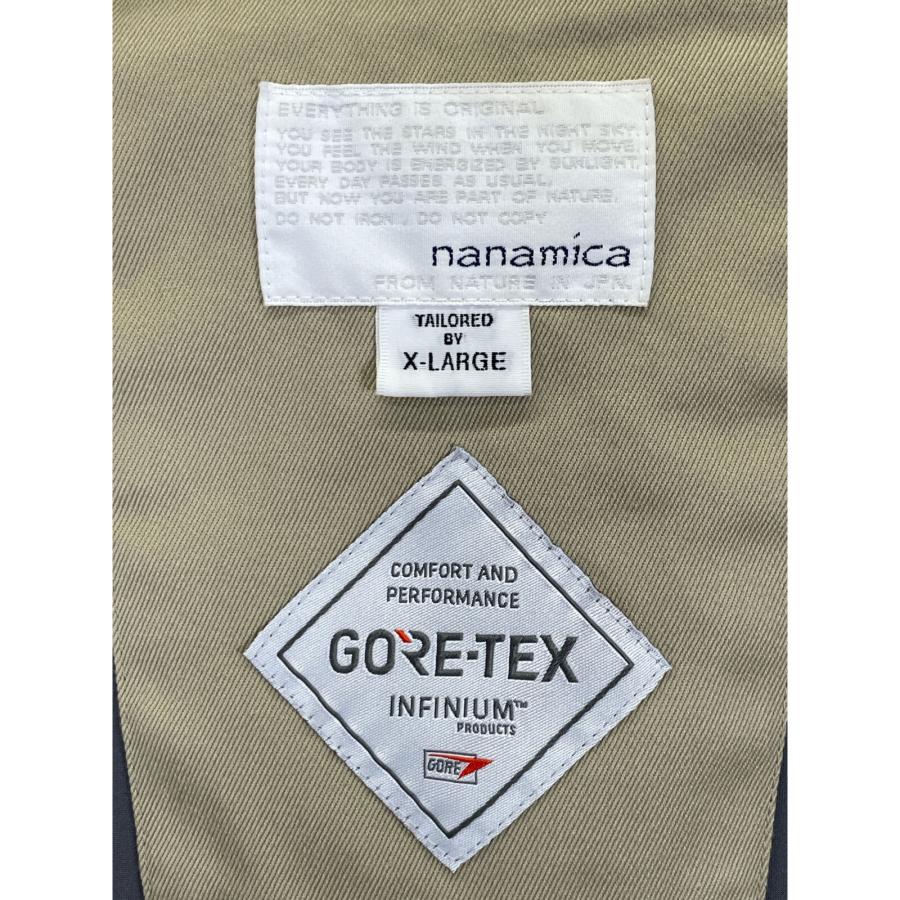 EVERYTHING IS ORIGINAL
YOU SEE THE STARS IN THE NIGHT SKY.
YOU FEEL THE WIND WHEN YOU MOVE.
YOUR BODY IS ENERGIZED BY SUNLIGHT.
EVERY DAY PASSES AS USUAL,
BUT NOW YOU ARE PART OF NATURE.
DO NOT IRON / DO NOT COPY
nanamica
FROM NATURE IN JPN.
TAILORED
BY
X-LARGE
COMFORT AND
PERFORMANCE
GORE-TEX
INFINIUM™
PRODUCTS
GORE